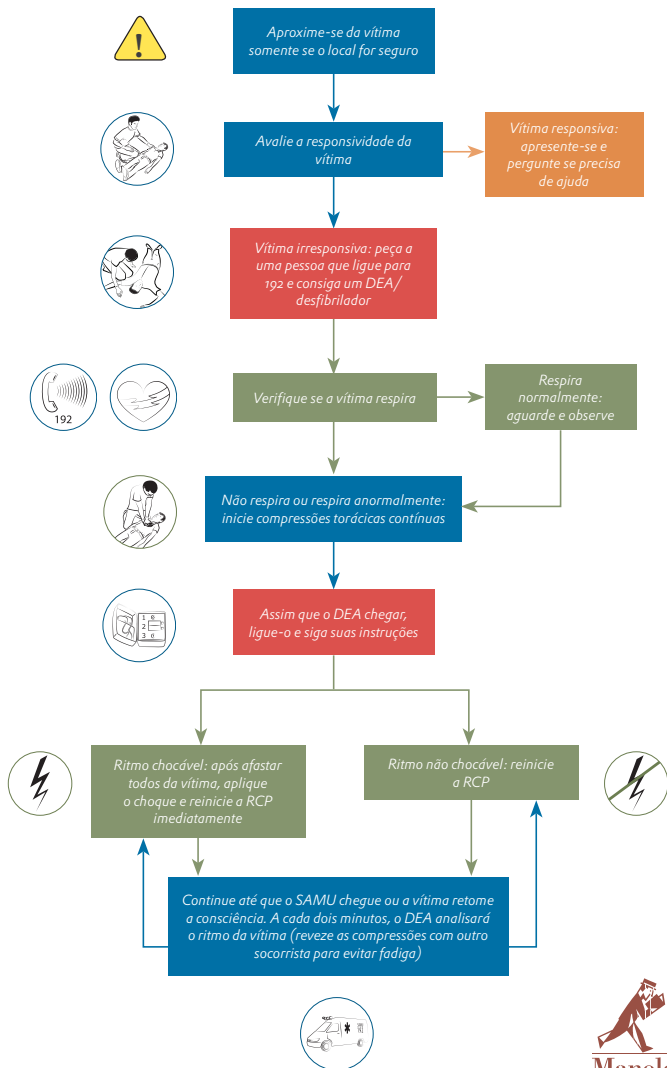 Aproxime-se da vítima
somente se o local for seguro
Avalie a responsividade da
vítima
Vítima responsiva:
apresente-se e
pergunte se precisa
de ajuda
Vítima irresponsiva: peça a
uma pessoa que ligue para
192 e consiga um DEA/
desfibrilador
192
Verifique se a vítima respira
Respira
normalmente:
aguarde e observe
Não respira ou respira anormalmente:
inicie compressões torácicas contínuas
1
2
3
Assim que o DEA chegar,
ligue-o e siga suas instruções
Ritmo chocável: após afastar
todos da vítima, aplique
o choque e reinicie a RCP
imediatamente
Ritmo não chocável: reinicie
a RCP
Continue até que o SAMU chegue ou a vítima retome
a consciência. A cada dois minutos, o DEA analisará
o ritmo da vítima (reveze as compressões com outro
socorrista para evitar fadiga)